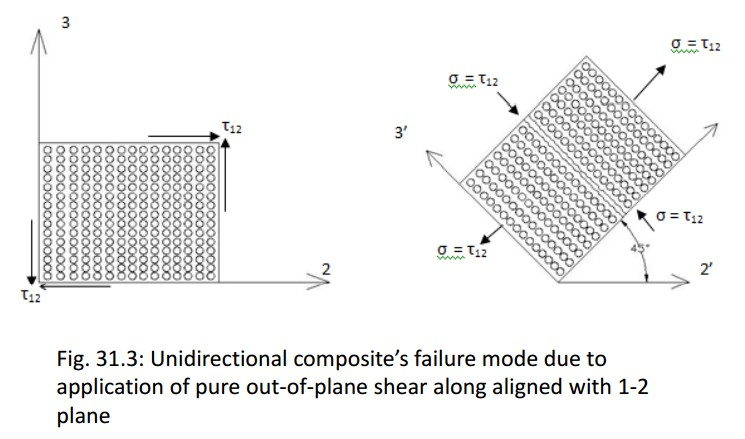 3
τ₁₂
2
τ₁₂
σ = τ₁₂
σ = τ₁₂
3′
σ = τ₁₂
45°
σ = τ₁₂
2′
Fig. 31.3: Unidirectional composite’s failure mode due to
application of pure out-of-plane shear along aligned with 1-2
plane